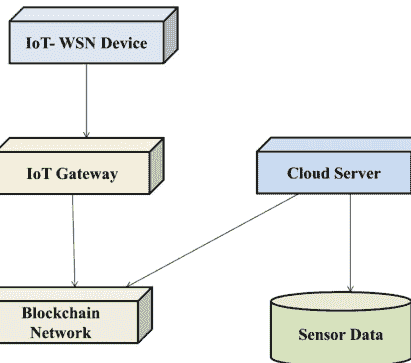 IoT- WSN Device
IoT Gateway
Cloud Server
Blockchain
Network
Sensor Data